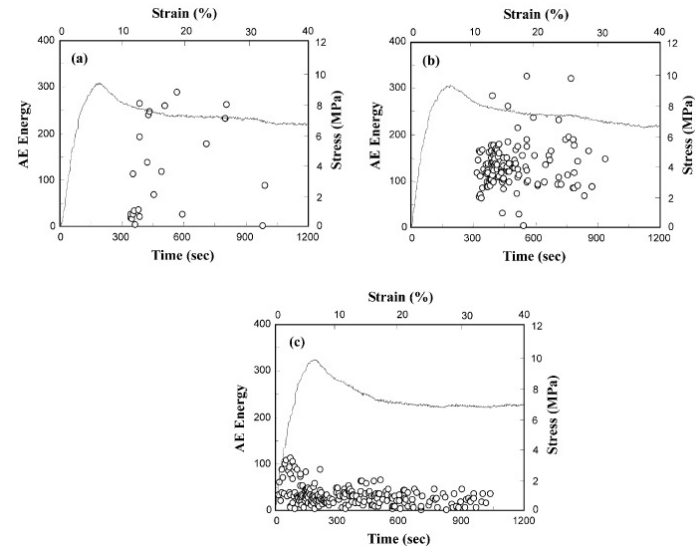 Strain (%)
0 10 20 30 40
400 12
(a)
300 10
8
AE Energy
200 6
Stress (MPa)
100 4
2
0 0
0 300 600 900 1200
Time (sec)
Strain (%)
0 10 20 30 40
400 12
(b)
300 10
8
AE Energy
200 6
Stress (MPa)
100 4
2
0 0
0 300 600 900 1200
Time (sec)
Strain (%)
0 10 20 30 40
400 12
(c)
300 10
8
AE Energy
200 6
Stress (MPa)
100 4
2
0 0
0 300 600 900 1200
Time (sec)